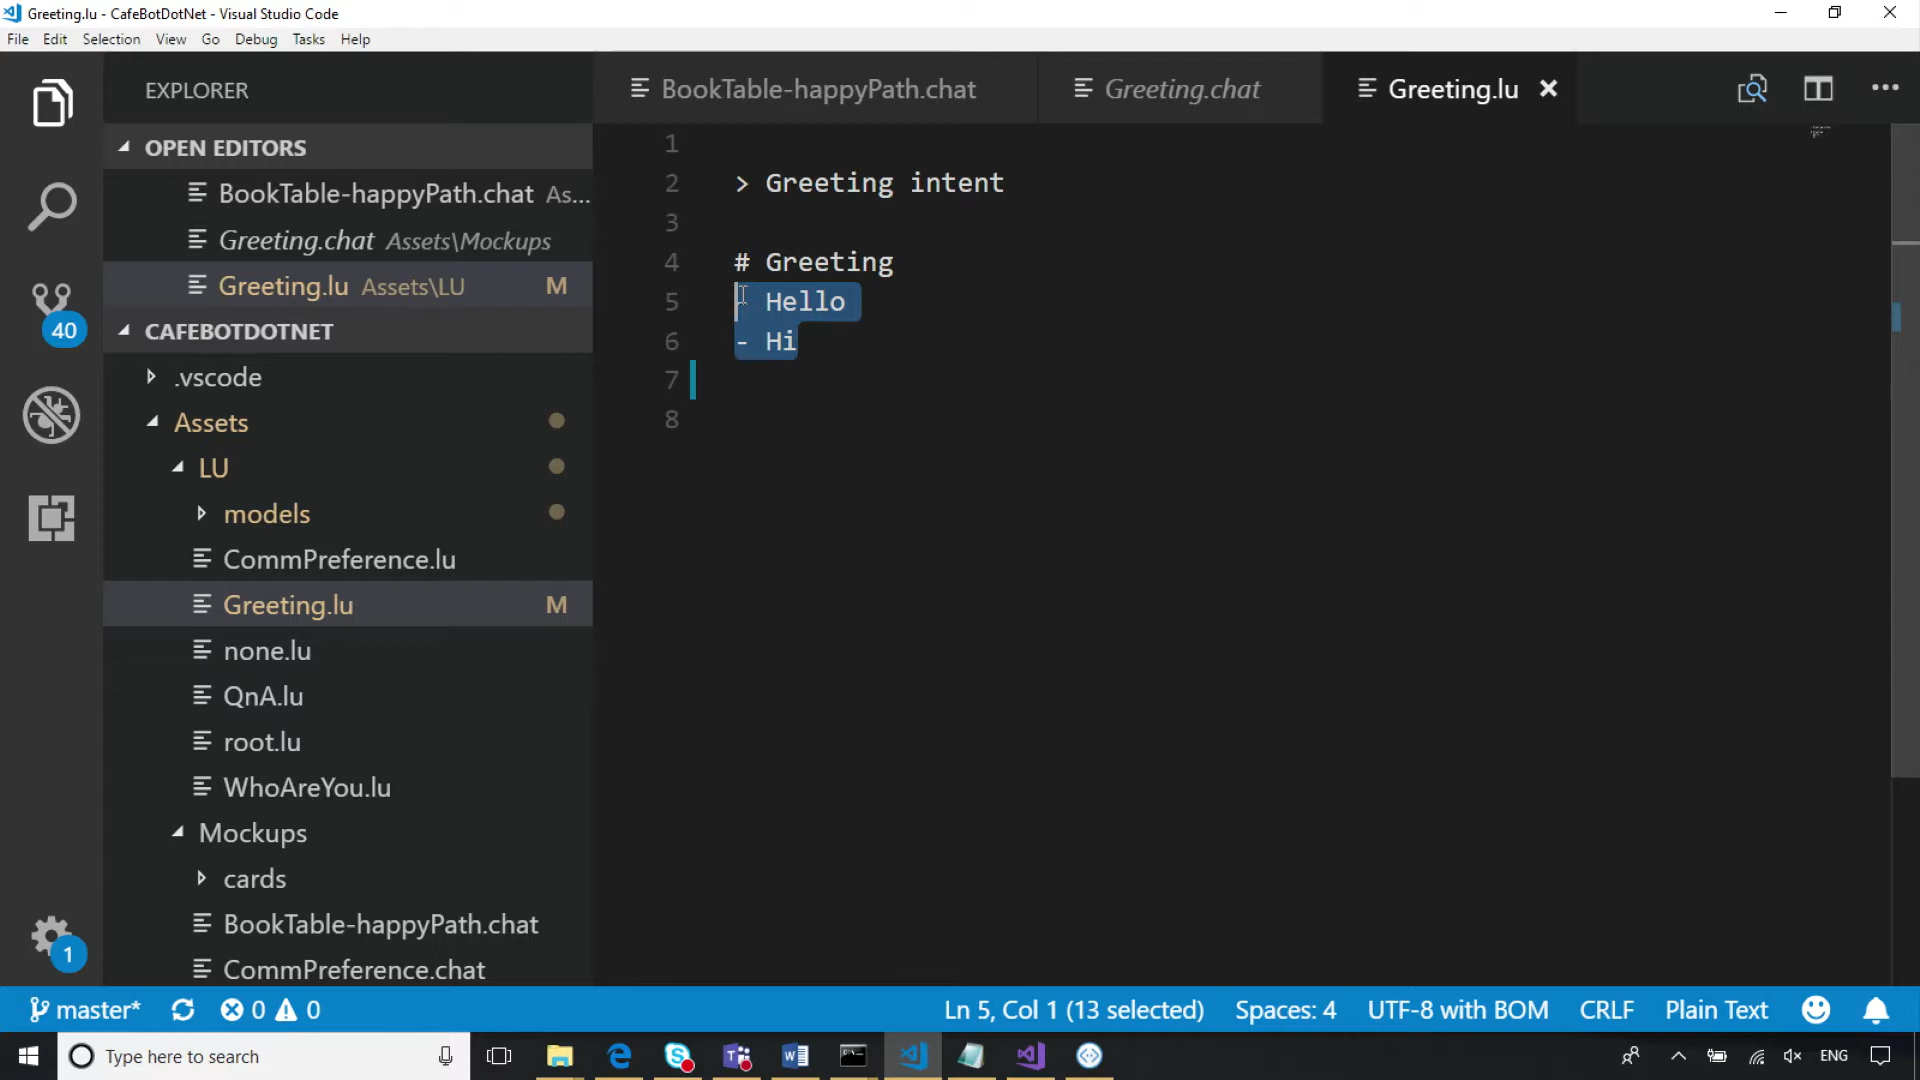 Greeting.lu - CafeBotDotNet - Visual Studio Code
File Edit Selection View Go Debug Tasks Help
EXPLORER
OPEN EDITORS
BookTable-happyPath.chat As...
Greeting.chat Assets\Mockups
Greeting.lu Assets\LU M
CAFEBOTDOTNET
.vscode
Assets
LU
models
CommPreference.lu
Greeting.lu M
none.lu
QnA.lu
root.lu
WhoAreYou.lu
Mockups
cards
BookTable-happyPath.chat
CommPreference.chat
40
1
BookTable-happyPath.chat Greeting.chat Greeting.lu
1
2 > Greeting intent
3
4 # Greeting
5 Hello
6 - Hi
7
8
master* 0 0 Ln 5, Col 1 (13 selected) Spaces: 4 UTF-8 with BOM CRLF Plain Text
Type here to search ENG